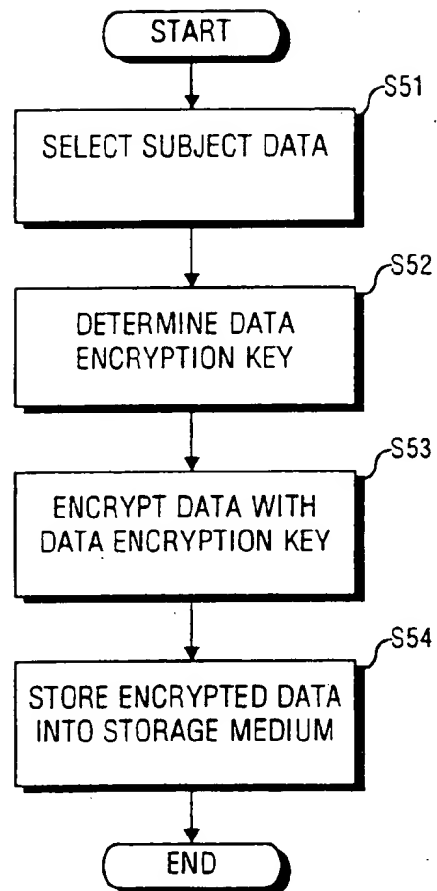 START
S51
SELECT SUBJECT DATA
S52
DETERMINE DATA
ENCRYPTION KEY
S53
ENCRYPT DATA WITH
DATA ENCRYPTION KEY
S54
STORE ENCRYPTED DATA
INTO STORAGE MEDIUM
END